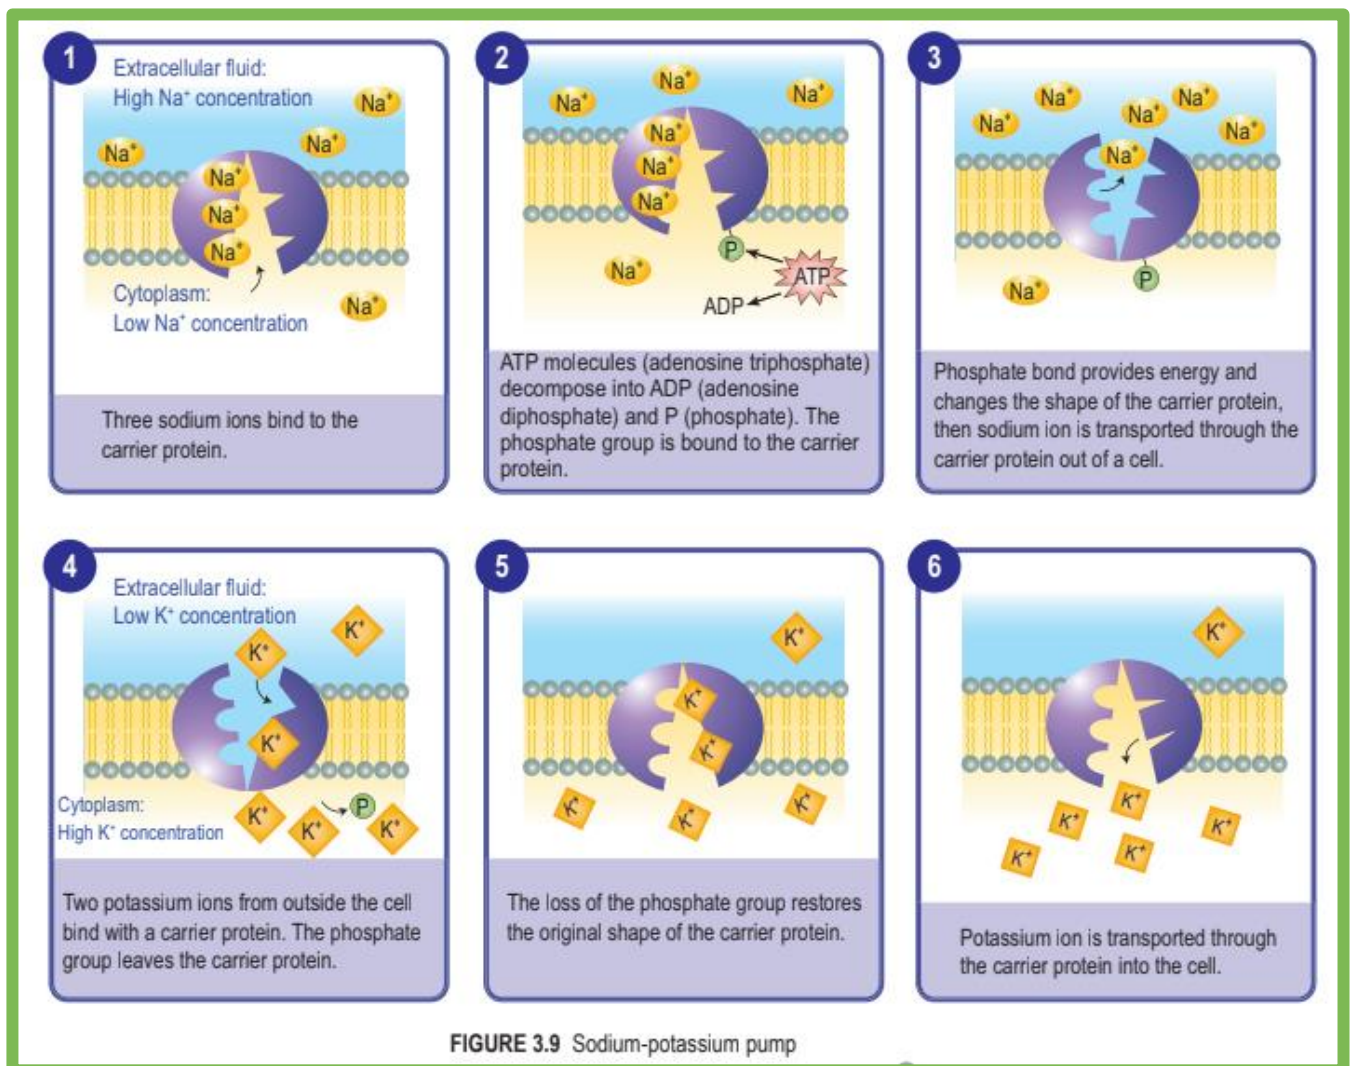 1
Extracellular fluid:
High Na⁺ concentration
Na⁺
Na⁺
Na⁺
Na⁺
Na⁺
Na⁺
Cytoplasm:
Low Na⁺ concentration
Na⁺
Three sodium ions bind to the
carrier protein.
2
Na⁺
Na⁺
Na⁺
Na⁺
Na⁺
Na⁺
Na⁺
P
ATP
ADP
ATP molecules (adenosine triphosphate)
decompose into ADP (adenosine
diphosphate) and P (phosphate). The
phosphate group is bound to the carrier
protein.
3
Na⁺
Na⁺
Na⁺
Na⁺
Na⁺
Na⁺
Na⁺
P
Phosphate bond provides energy and
changes the shape of the carrier protein,
then sodium ion is transported through the
carrier protein out of a cell.
4
Extracellular fluid:
Low K⁺ concentration
K⁺
K⁺
K⁺
Cytoplasm:
High K⁺ concentration
K⁺
K⁺
P
K⁺
Two potassium ions from outside the cell
bind with a carrier protein. The phosphate
group leaves the carrier protein.
5
K⁺
K⁺
K⁺
K⁺
K⁺
K⁺
The loss of the phosphate group restores
the original shape of the carrier protein.
6
K⁺
K⁺
K⁺
K⁺
K⁺
K⁺
Potassium ion is transported through
the carrier protein into the cell.
FIGURE 3.9 Sodium-potassium pump